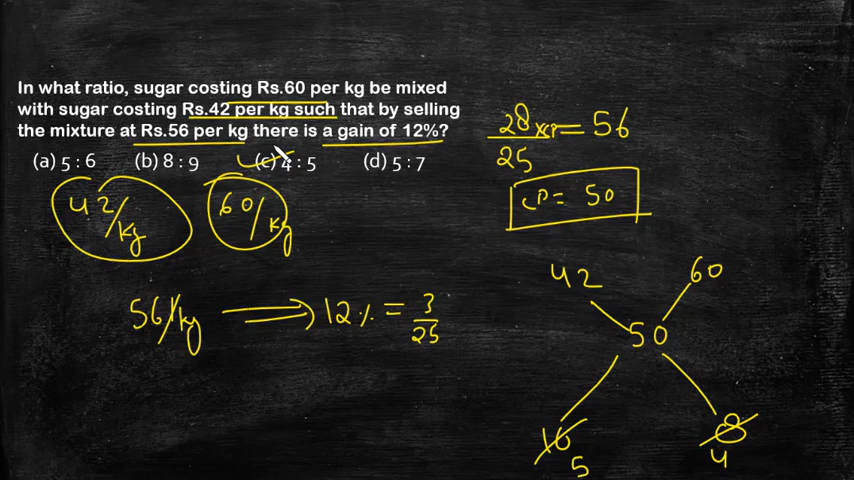 In what ratio, sugar costing Rs.60 per kg be mixed
with sugar costing Rs.42 per kg such that by selling
the mixture at Rs.56 per kg there is a gain of 12%?
(a) 5 : 6 (b) 8 : 9 (c) 4 : 5 (d) 5 : 7
28/25 × CP = 56
CP = 50
42/kg 60/kg
56/kg ⟹ 12% = 3/25
42 60
50
10 8
5 4